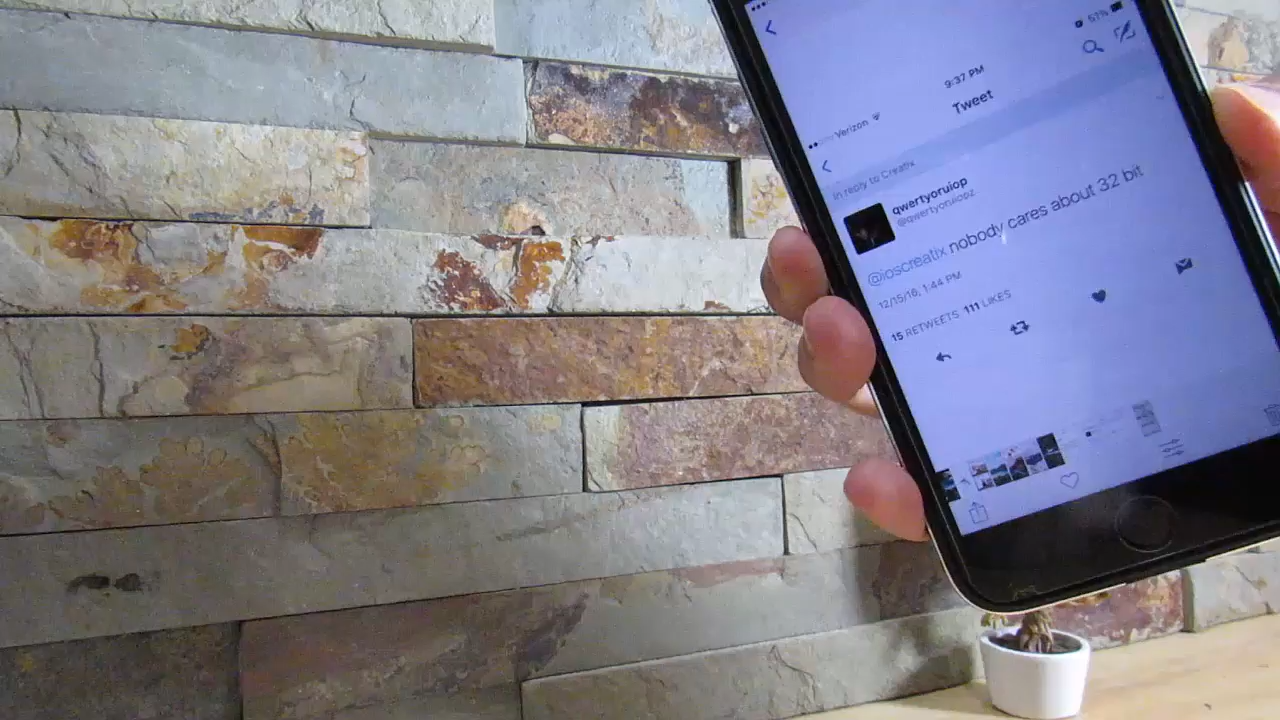 57%
9:37 PM
Verizon
Tweet
In reply to Creatix
qwertyoruiop
@qwertyoruiopz
@ioscreatix nobody cares about 32 bit
12/15/16, 1:44 PM
15 RETWEETS 111 LIKES